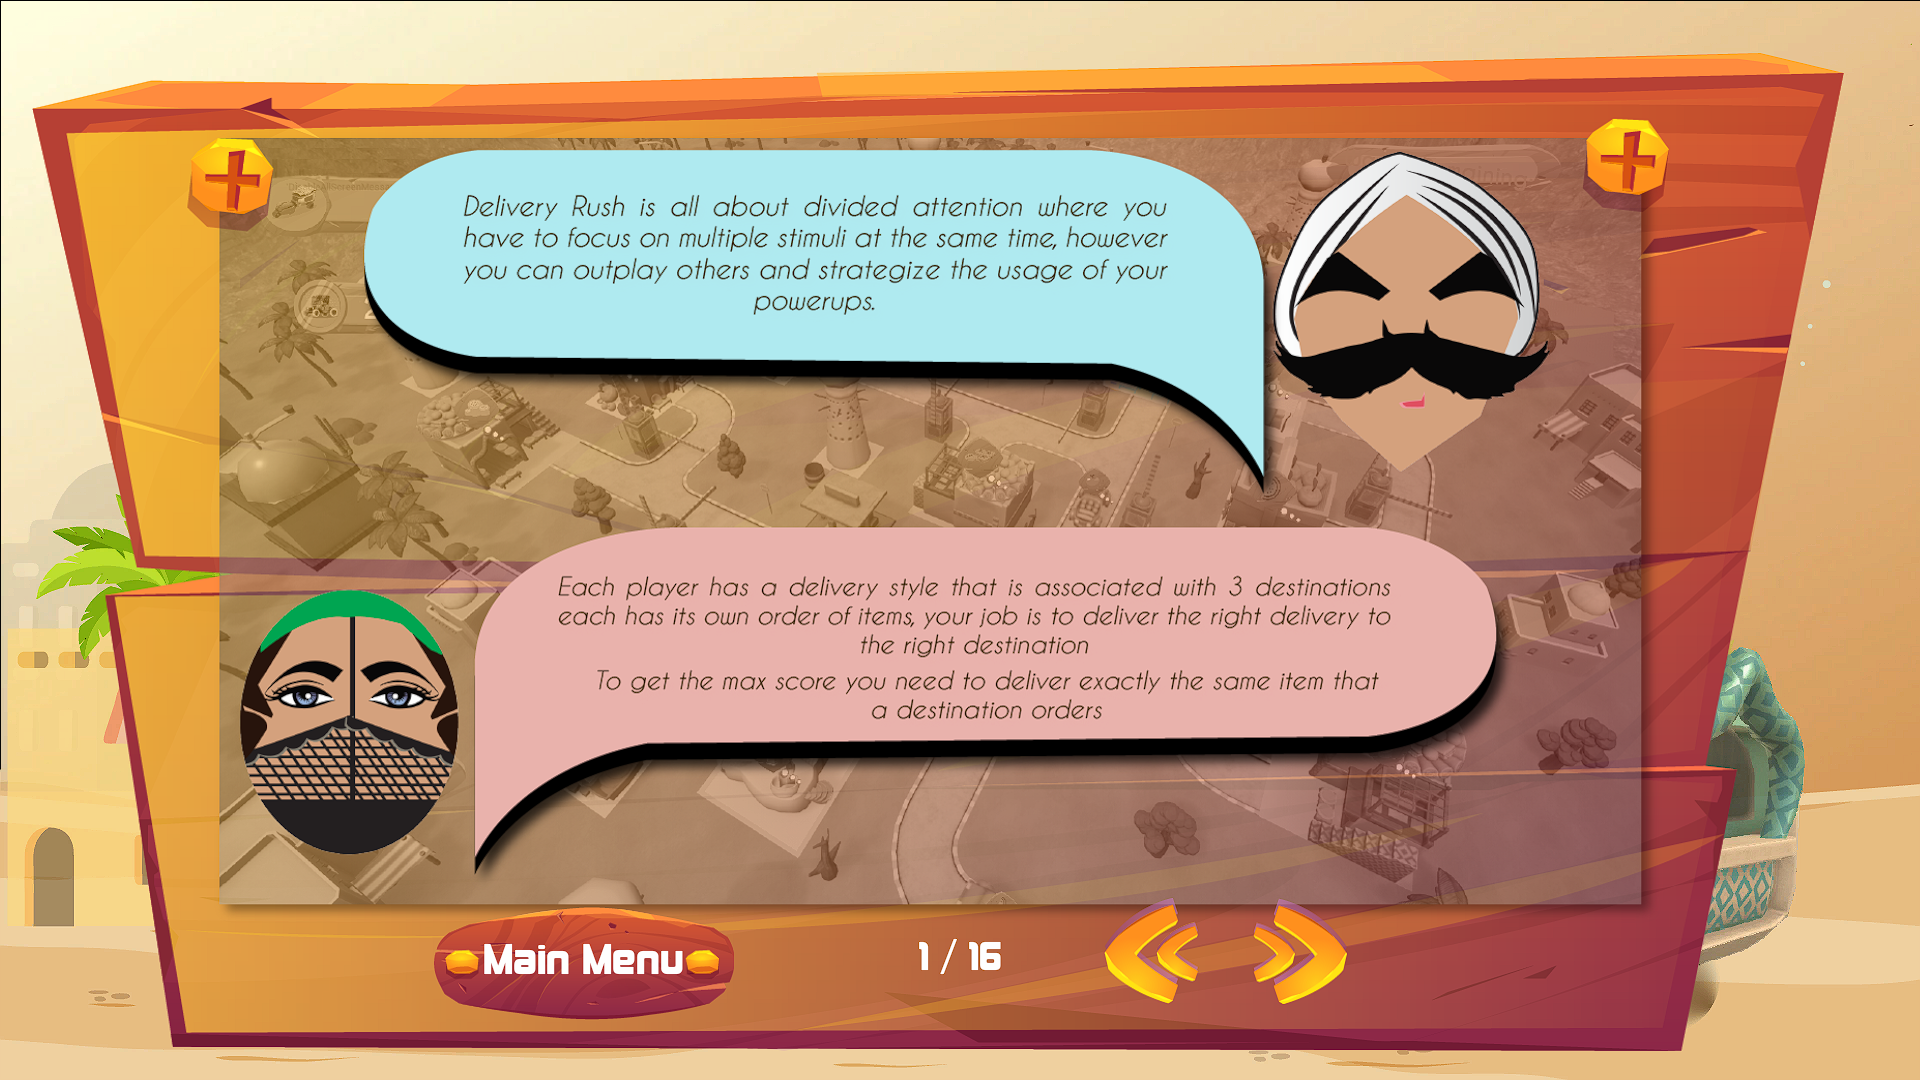 Delivery Rush is all about divided attention where you
have to focus on multiple stimuli at the same time, however
you can outplay others and strategize the usage of your
powerups.
Each player has a delivery style that is associated with 3 destinations
each has its own order of items, your job is to deliver the right delivery to
the right destination
To get the max score you need to deliver exactly the same item that
a destination orders
Main Menu
1 / 16